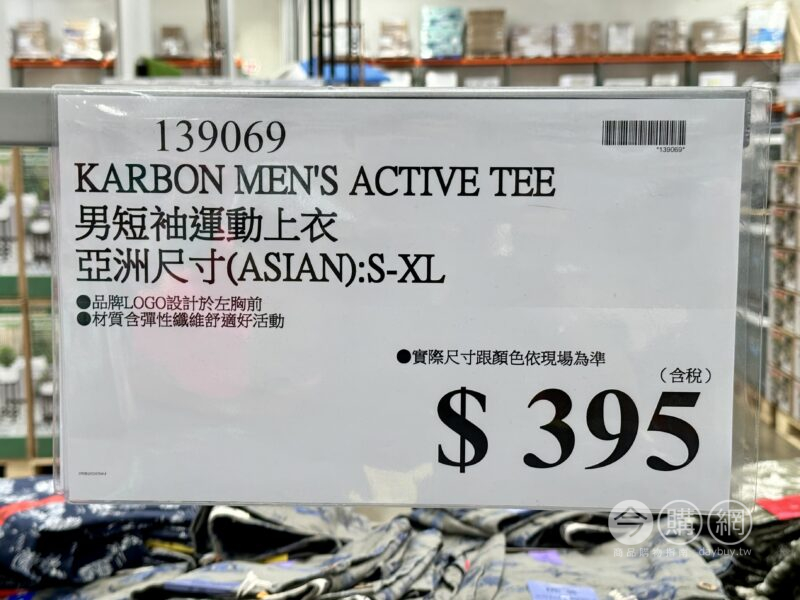 139069
*139069*
KARBON MEN'S ACTIVE TEE
男短袖運動上衣
亞洲尺寸(ASIAN):S-XL
●品牌LOGO設計於左胸前
●材質含彈性纖維舒適好活動
●實際尺寸跟顏色依現場為準
（含稅）
$ 395
今購網
daybuy.tw